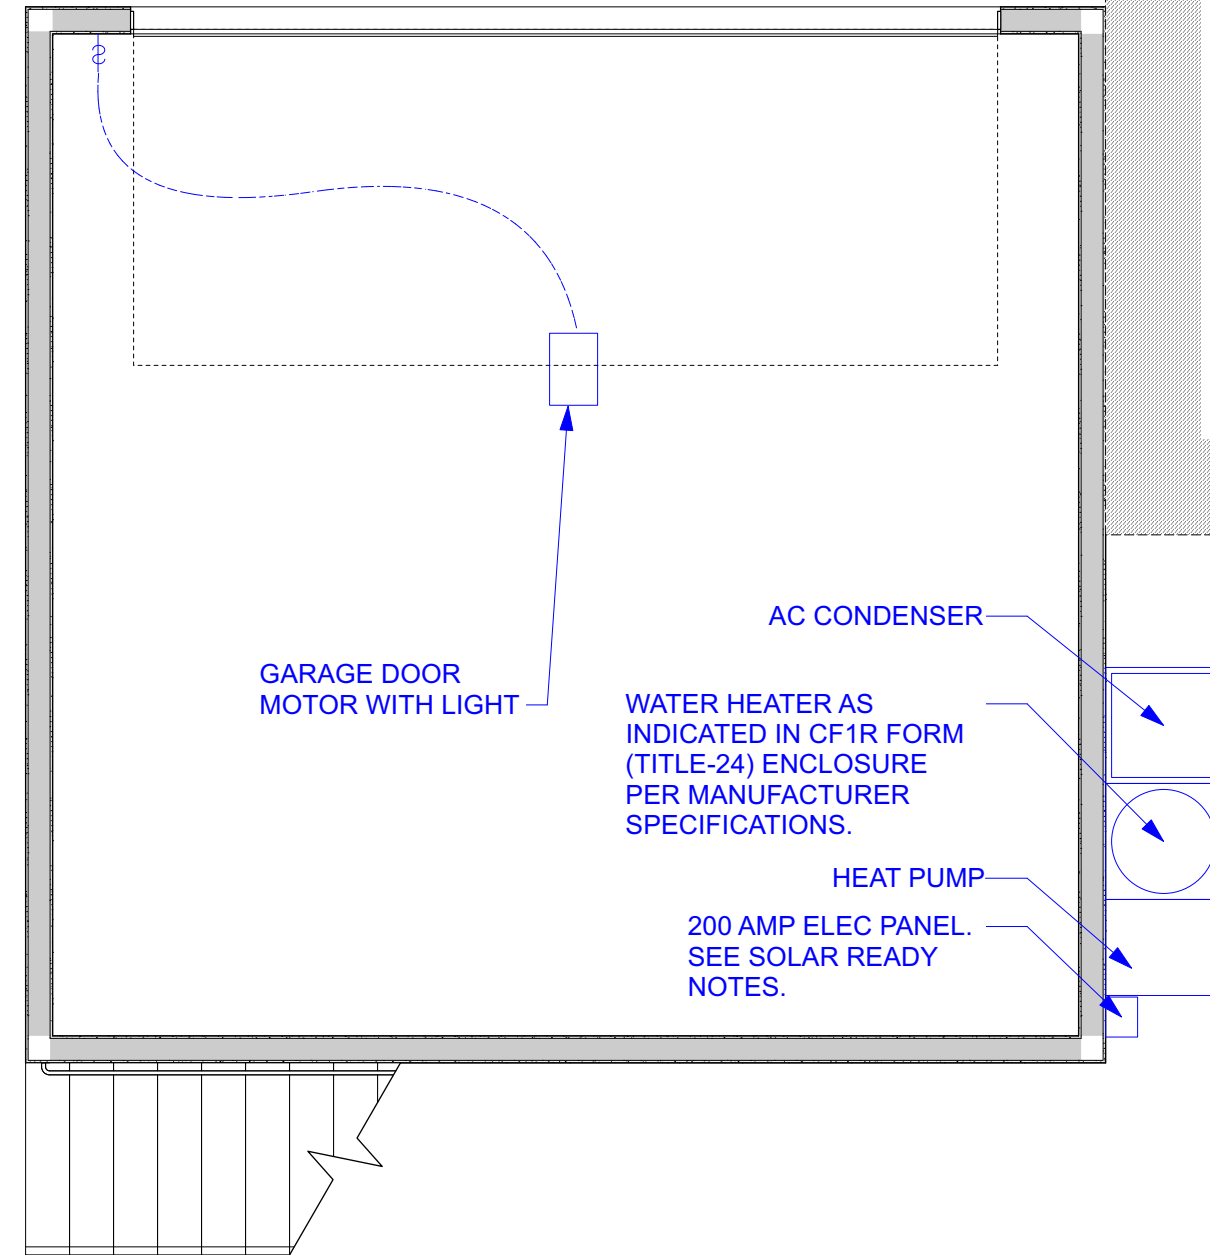 S
AC CONDENSER
GARAGE DOOR
MOTOR WITH LIGHT
WATER HEATER AS
INDICATED IN CF1R FORM
(TITLE-24) ENCLOSURE
PER MANUFACTURER
SPECIFICATIONS.
HEAT PUMP
200 AMP ELEC PANEL.
SEE SOLAR READY
NOTES.